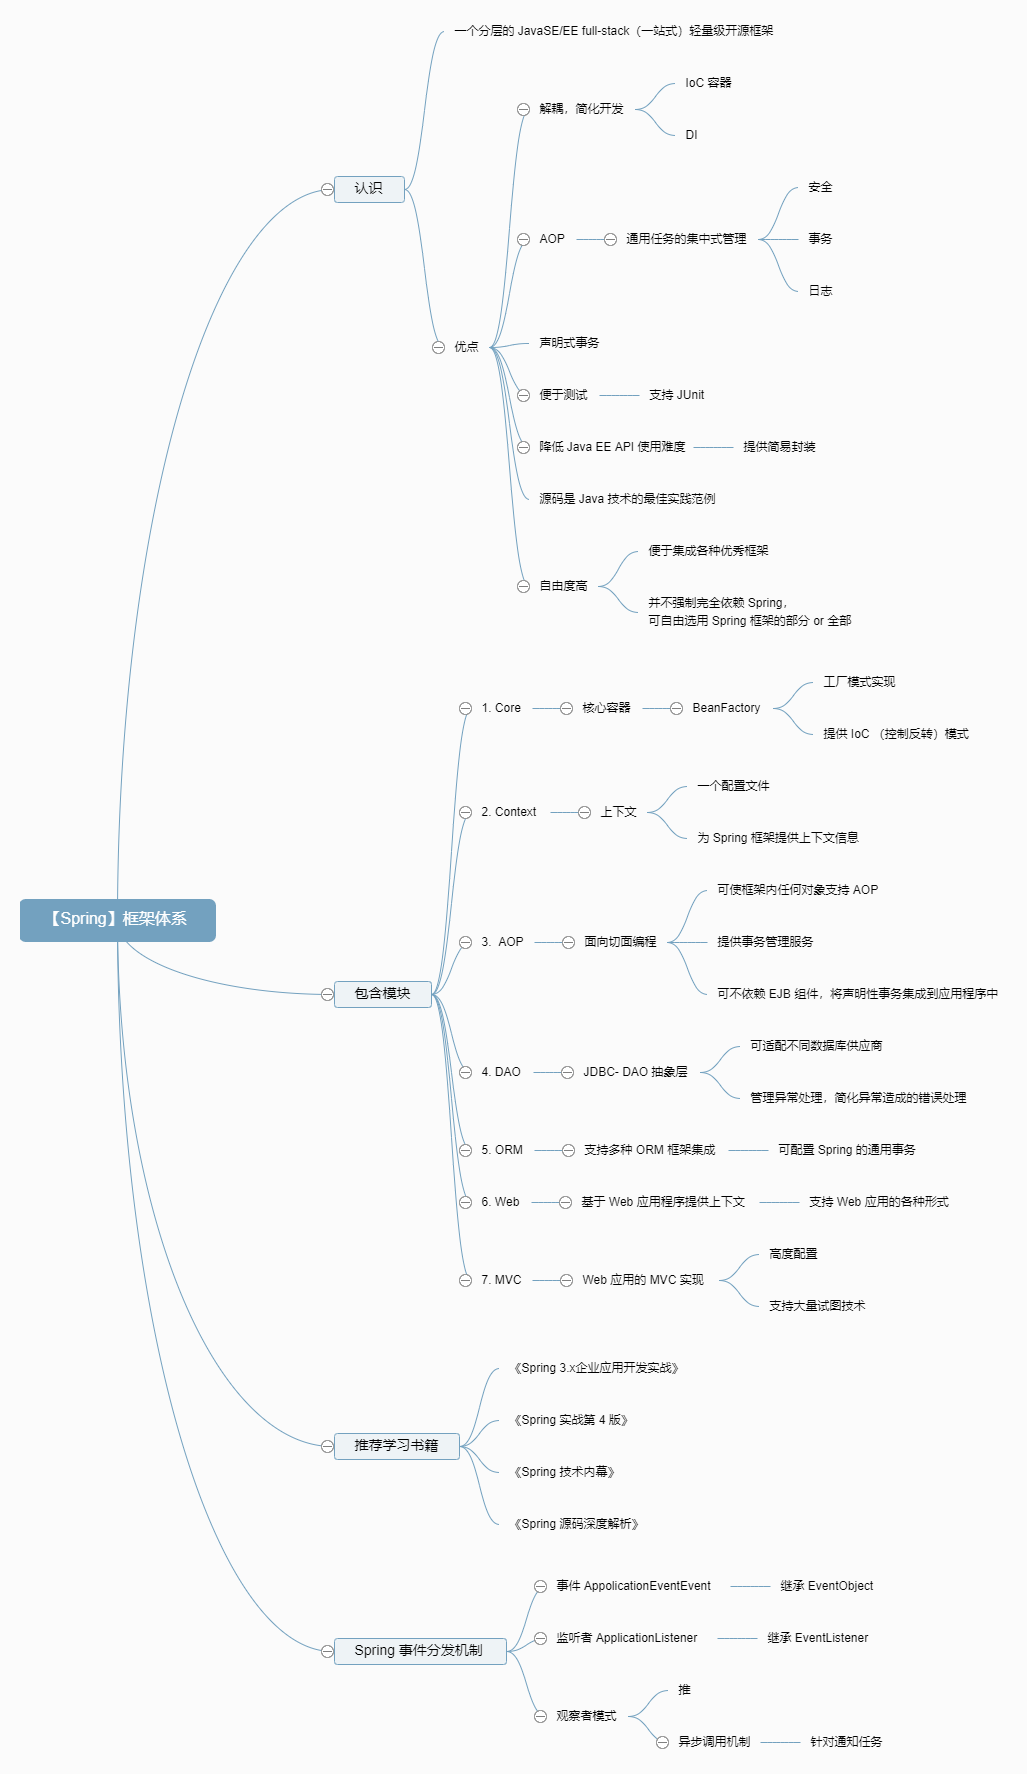 一个分层的 JavaSE/EE full-stack（一站式）轻量级开源框架
IoC 容器
解耦，简化开发
DI
认识
安全
AOP
通用任务的集中式管理
事务
日志
优点
声明式事务
便于测试
支持 JUnit
降低 Java EE API 使用难度
提供简易封装
源码是 Java 技术的最佳实践范例
便于集成各种优秀框架
自由度高
并不强制完全依赖 Spring，
可自由选用 Spring 框架的部分 or 全部
工厂模式实现
1. Core
核心容器
BeanFactory
提供 IoC （控制反转）模式
一个配置文件
2. Context
上下文
为 Spring 框架提供上下文信息
可使框架内任何对象支持 AOP
【Spring】框架体系
3. AOP
面向切面编程
提供事务管理服务
包含模块
可不依赖 EJB 组件，将声明性事务集成到应用程序中
可适配不同数据库供应商
4. DAO
JDBC- DAO 抽象层
管理异常处理，简化异常造成的错误处理
5. ORM
支持多种 ORM 框架集成
可配置 Spring 的通用事务
6. Web
基于 Web 应用程序提供上下文
支持 Web 应用的各种形式
高度配置
7. MVC
Web 应用的 MVC 实现
支持大量试图技术
《Spring 3.x企业应用开发实战》
《Spring 实战第 4 版》
推荐学习书籍
《Spring 技术内幕》
《Spring 源码深度解析》
事件 AppolicationEventEvent
继承 EventObject
监听者 ApplicationListener
继承 EventListener
Spring 事件分发机制
推
观察者模式
异步调用机制
针对通知任务